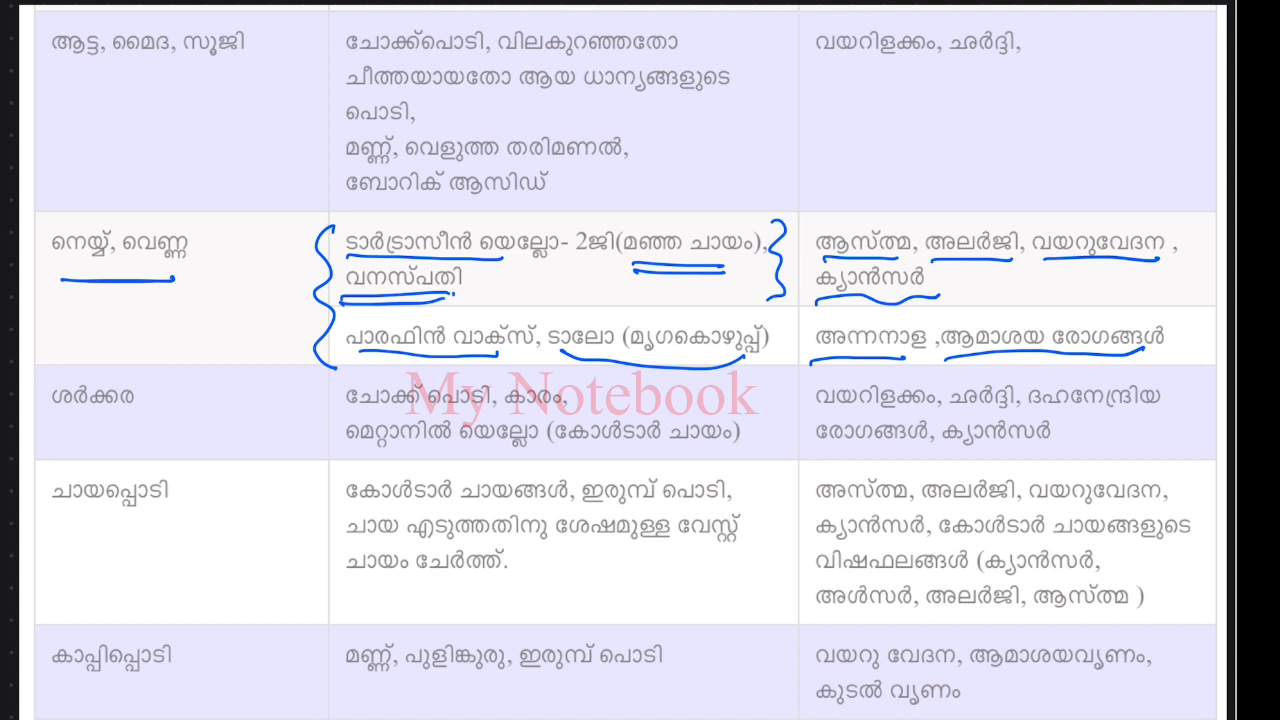 ആട്ട, മൈദ, സൂജി
ചോക്ക്പൊടി, വിലകുറഞ്ഞതോ
ചീത്തയായതോ ആയ ധാന്യങ്ങളുടെ
പൊടി,
മണ്ണ്, വെളുത്ത തരിമണൽ,
ബോറിക് ആസിഡ്
വയറിളക്കം, ഛർദ്ദി,
നെയ്യ്, വെണ്ണ
ടാർട്രാസീൻ യെല്ലോ- 2ജി(മഞ്ഞ ചായം),
വനസ്പതി
ആസ്ത്മ, അലർജി, വയറുവേദന ,
ക്യാൻസർ
പാരഫിൻ വാക്സ്, ടാലോ (മൃഗകൊഴുപ്പ്)
അന്നനാള ,ആമാശയ രോഗങ്ങൾ
ശർക്കര
ചോക്ക് പൊടി, കാരം,
മെറ്റാനിൽ യെല്ലോ (കോൾടാർ ചായം)
വയറിളക്കം, ഛർദ്ദി, ദഹനേന്ദ്രിയ
രോഗങ്ങൾ, ക്യാൻസർ
My Notebook
ചായപ്പൊടി
കോൾടാർ ചായങ്ങൾ, ഇരുമ്പ് പൊടി,
ചായ എടുത്തതിനു ശേഷമുള്ള വേസ്റ്റ്
ചായം ചേർത്ത്.
അസ്ത്മ, അലർജി, വയറുവേദന,
ക്യാൻസർ, കോൾടാർ ചായങ്ങളുടെ
വിഷഫലങ്ങൾ (ക്യാൻസർ,
അൾസർ, അലർജി, ആസ്ത്മ )
കാപ്പിപ്പൊടി
മണ്ണ്, പുളിങ്കുരു, ഇരുമ്പ് പൊടി
വയറു വേദന, ആമാശയവൃണം,
കുടൽ വൃണം